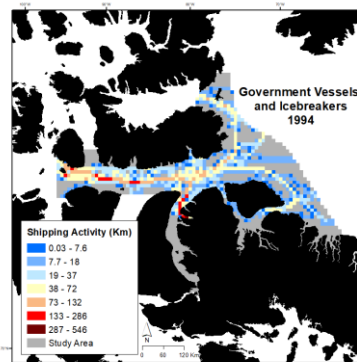 Government Vessels
and Icebreakers
1994
Shipping Activity (Km)
0.03 - 7.6
7.7 - 18
19 - 37
38 - 72
73 - 132
133 - 286
287 - 546
Study Area
N
0
60
120 Km